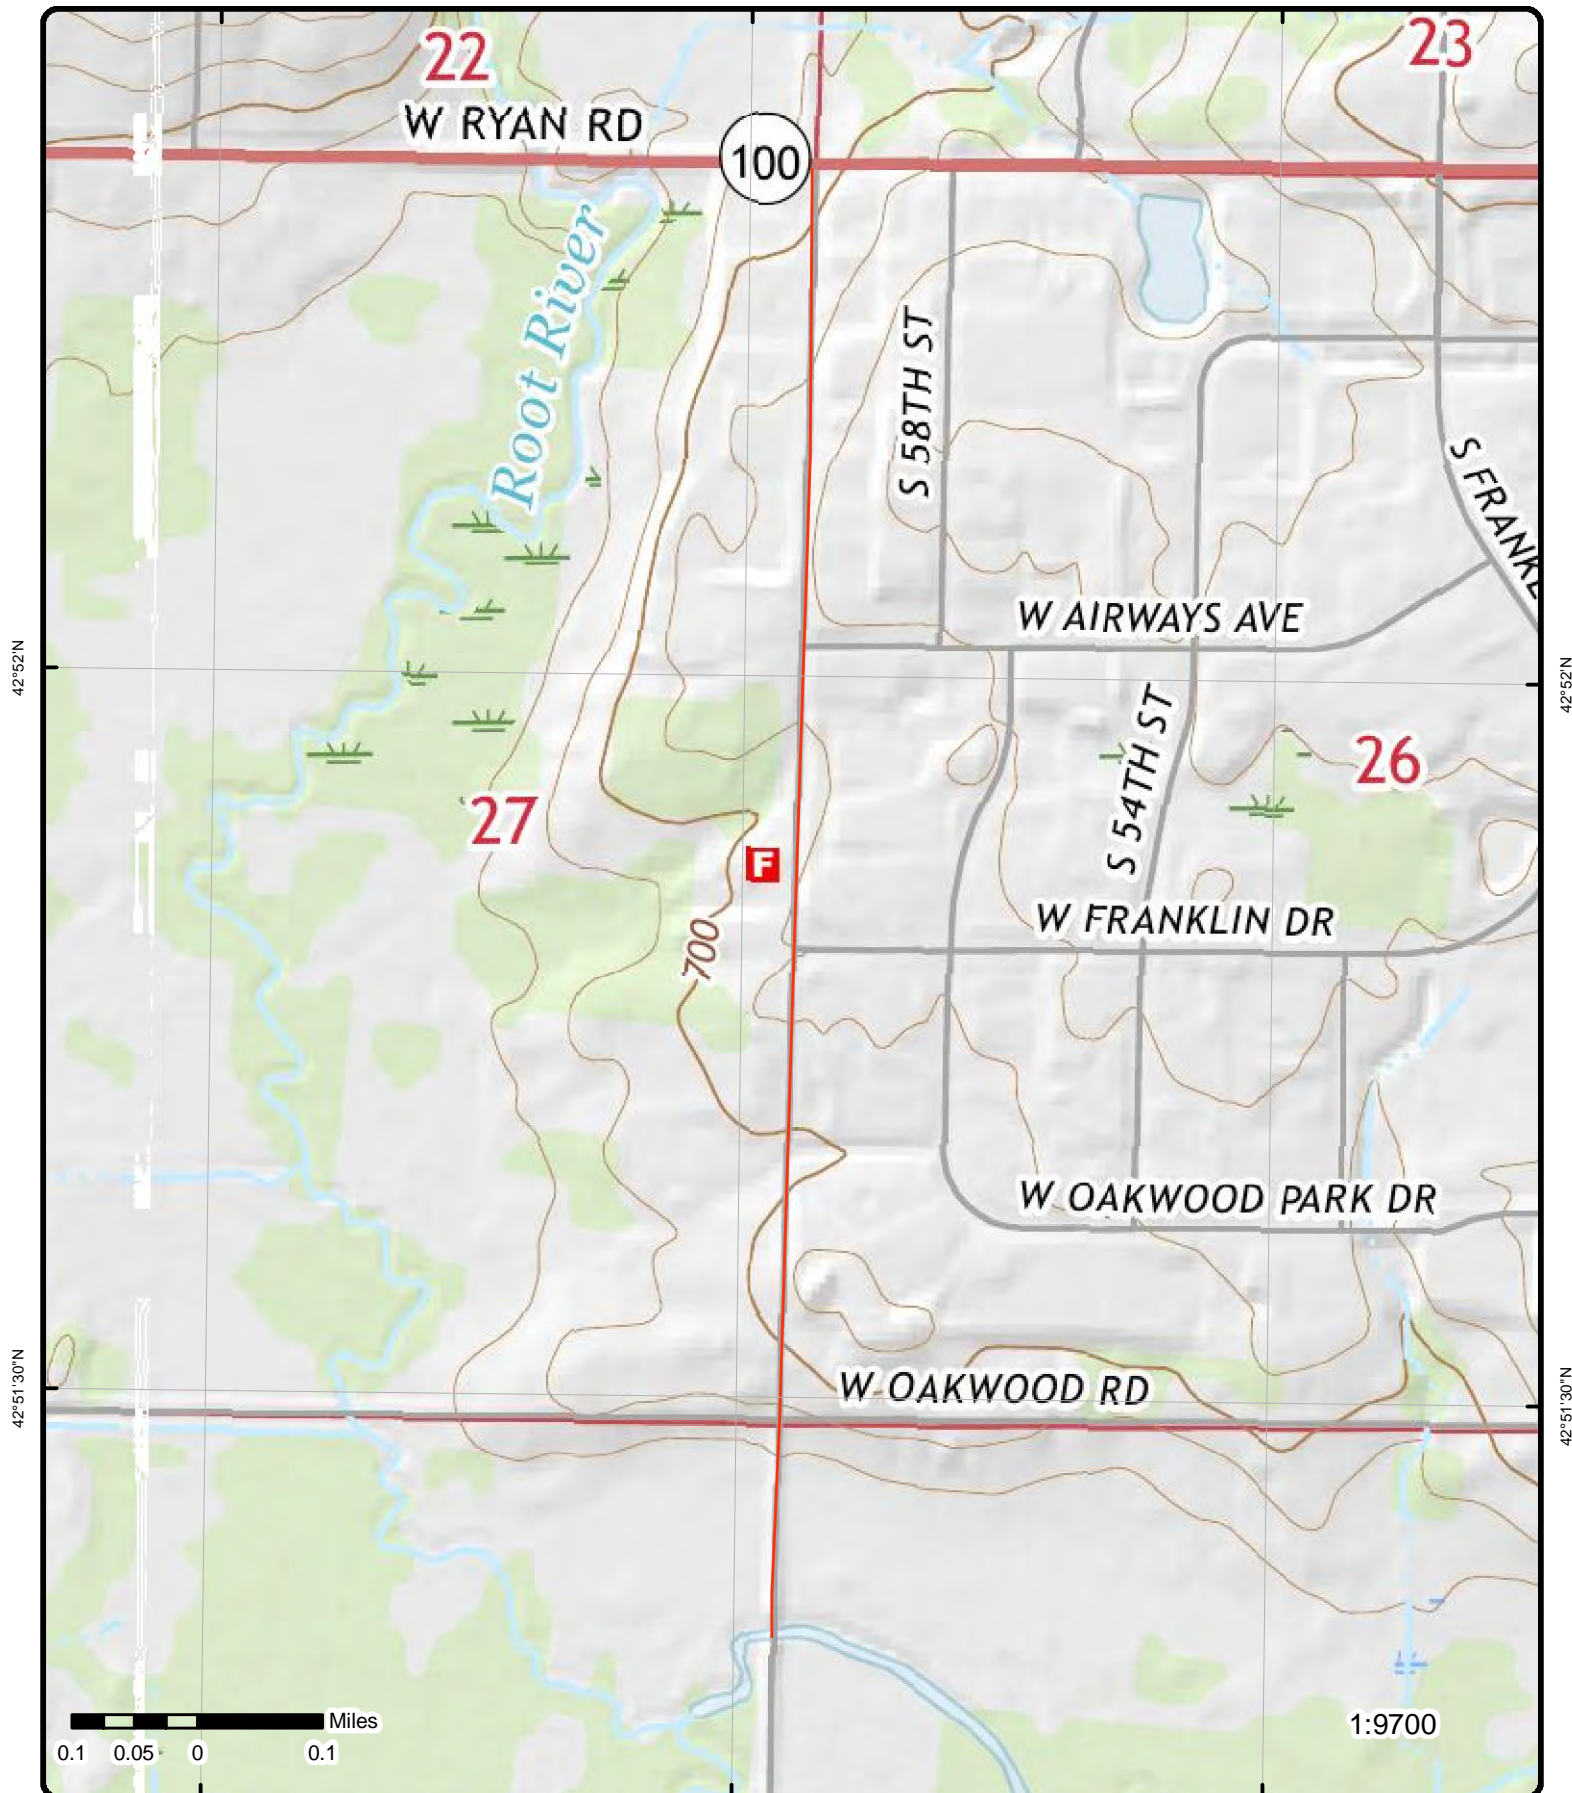 22
23
W RYAN RD
100
Root River
S 58TH ST
S FRANKL
W AIRWAYS AVE
42°52'N
42°52'N
S 54TH ST
26
27
F
W FRANKLIN DR
700
W OAKWOOD PARK DR
42°51'30"N
42°51'30"N
W OAKWOOD RD
Miles
1:9700
0.1 0.05 0 0.1